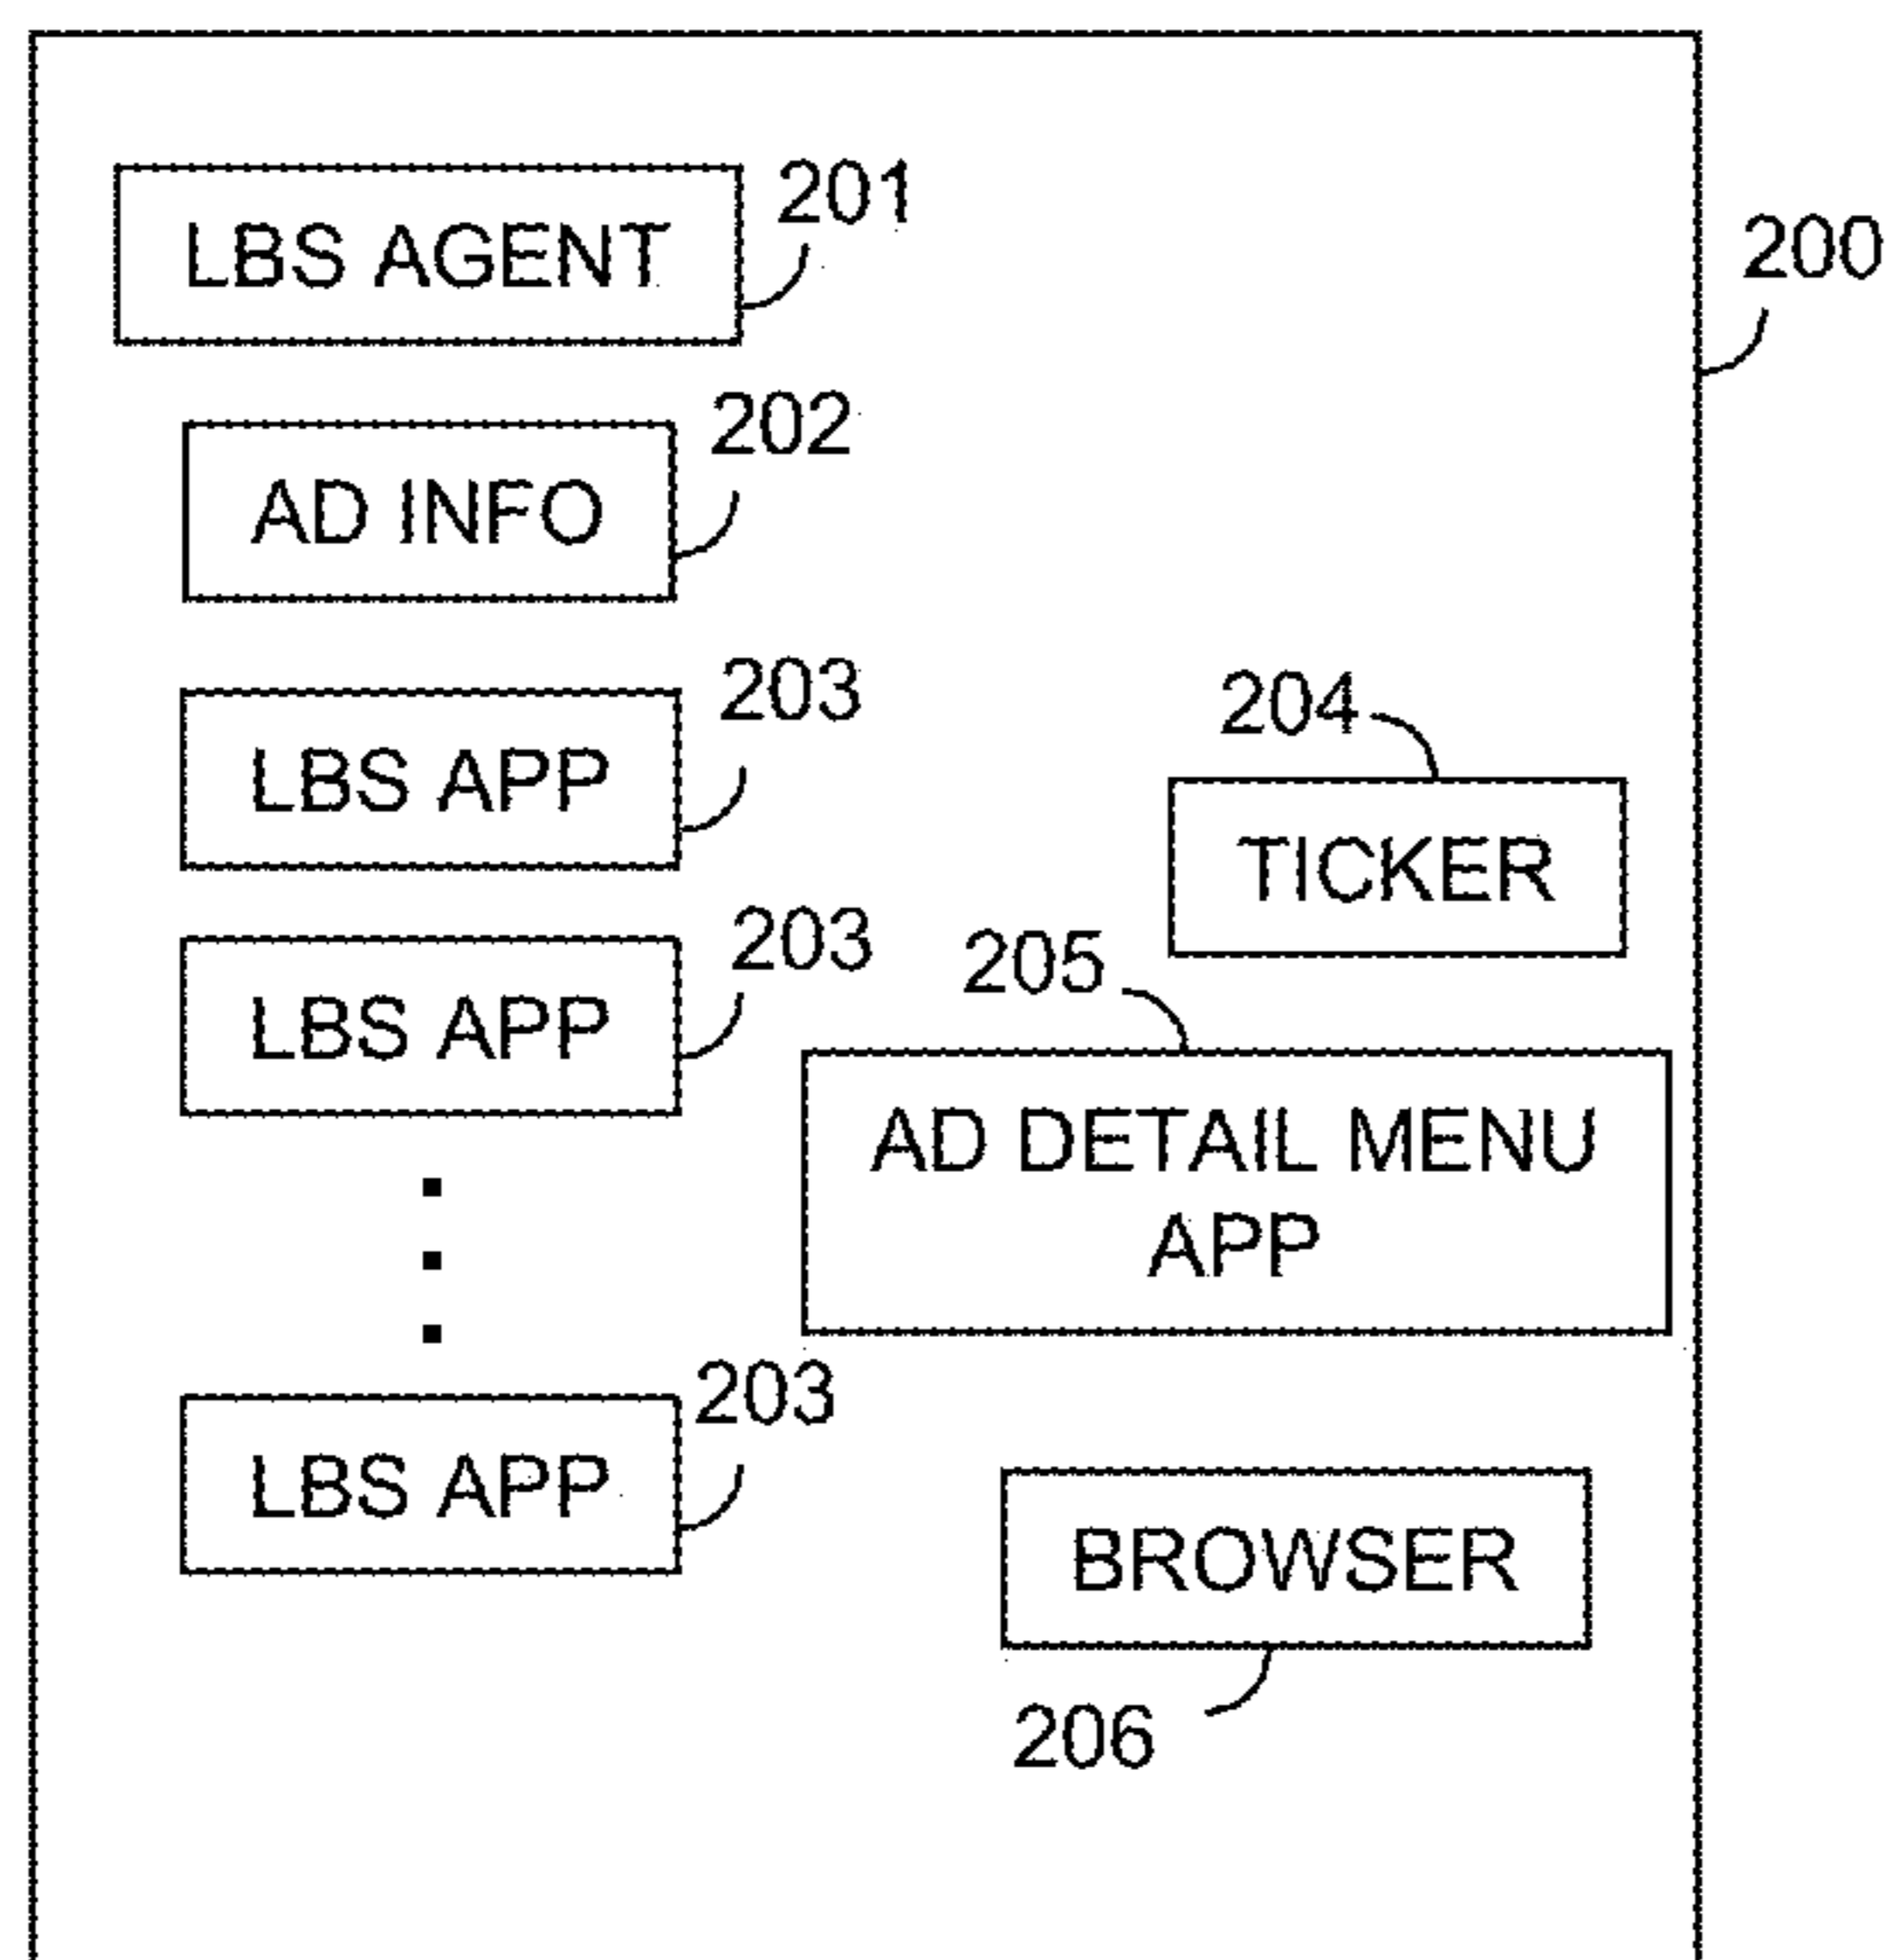 201
LBS AGENT
200
202
AD INFO
203
LBS APP
204
TICKER
203
LBS APP
205
AD DETAIL MENU
APP
203
LBS APP
BROWSER
206